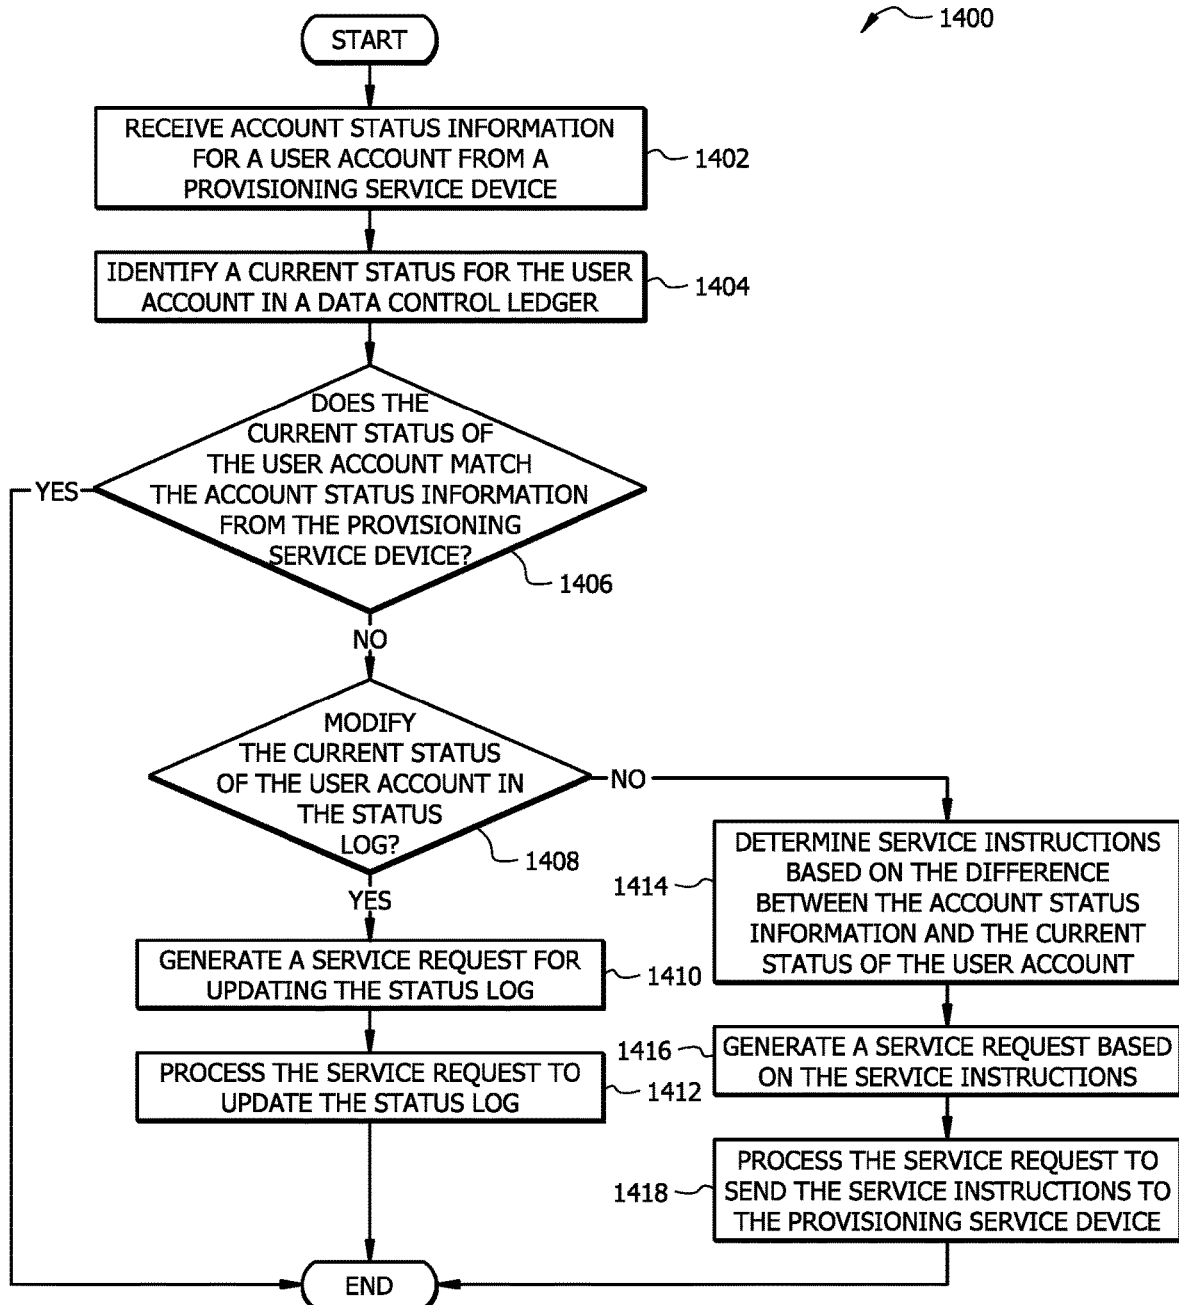 1400
START
RECEIVE ACCOUNT STATUS INFORMATION
FOR A USER ACCOUNT FROM A
PROVISIONING SERVICE DEVICE
1402
IDENTIFY A CURRENT STATUS FOR THE USER
ACCOUNT IN A DATA CONTROL LEDGER
1404
DOES THE
CURRENT STATUS OF
THE USER ACCOUNT MATCH
THE ACCOUNT STATUS INFORMATION
FROM THE PROVISIONING
SERVICE DEVICE?
YES
1406
NO
MODIFY
THE CURRENT STATUS
OF THE USER ACCOUNT IN
THE STATUS
LOG?
NO
1408
YES
GENERATE A SERVICE REQUEST FOR
UPDATING THE STATUS LOG
1410
PROCESS THE SERVICE REQUEST TO
UPDATE THE STATUS LOG
1412
DETERMINE SERVICE INSTRUCTIONS
BASED ON THE DIFFERENCE
BETWEEN THE ACCOUNT STATUS
INFORMATION AND THE CURRENT
STATUS OF THE USER ACCOUNT
1414
GENERATE A SERVICE REQUEST BASED
ON THE SERVICE INSTRUCTIONS
1416
PROCESS THE SERVICE REQUEST TO
SEND THE SERVICE INSTRUCTIONS TO
THE PROVISIONING SERVICE DEVICE
1418
END